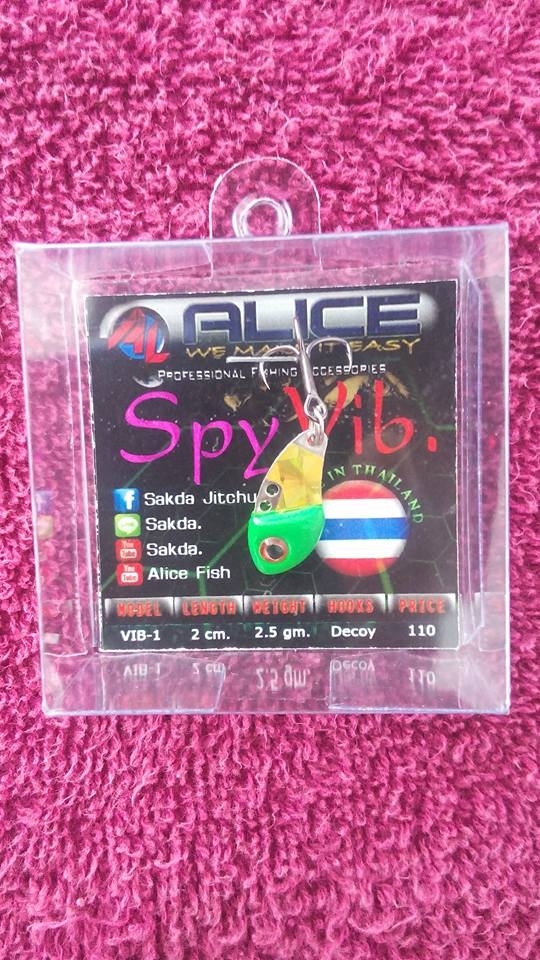 AL
ALICE
WE MAKE IT EASY
PROFESSIONAL FISHING ACCESSORIES
Spy Vib.
IN THAILAND
Sakda Jitchu
Sakda.
Sakda.
Alice Fish
MODEL LENGTH WEIGHT HOOKS PRICE
VIB-1 2 cm. 2.5 gm. Decoy 110